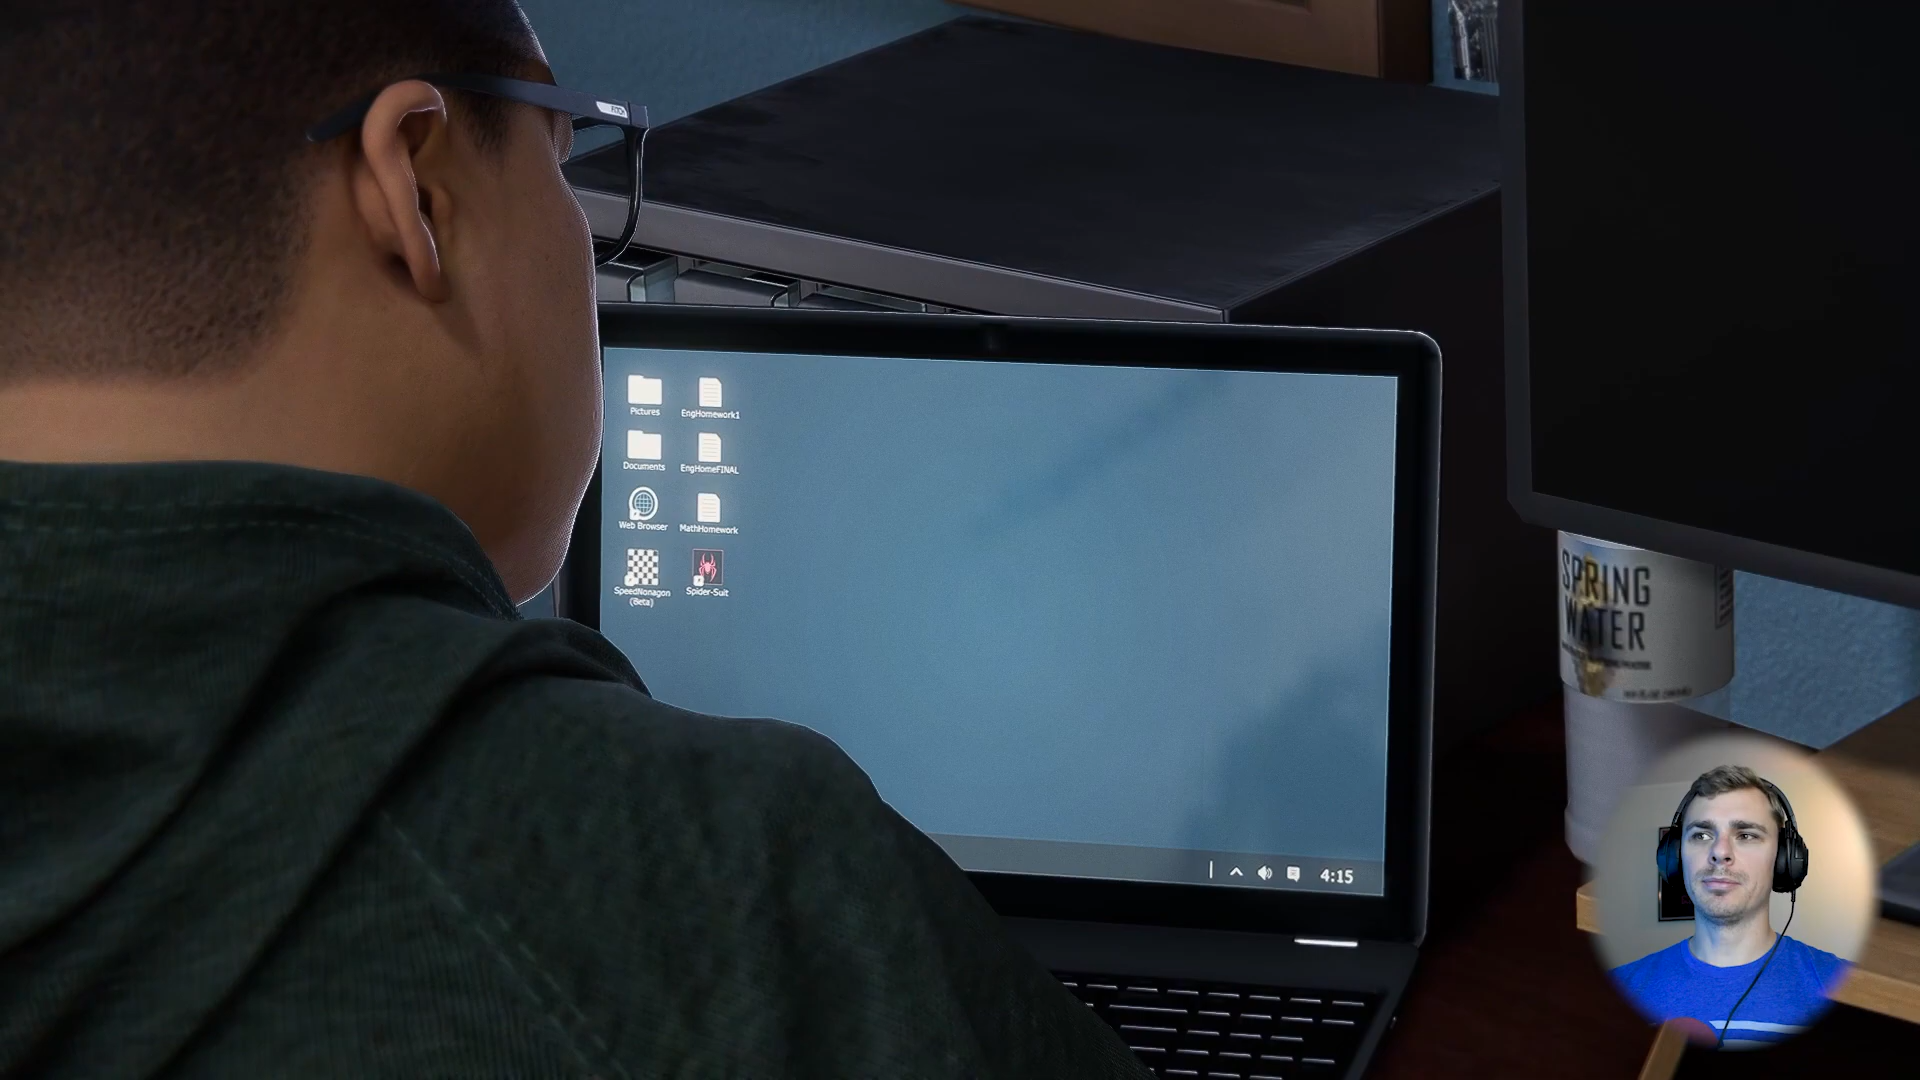 Pictures
EngHomework1
Documents
EngHomeFINAL
Web Browser
MathHomework
SpeedNonagon
(Beta)
Spider-Suit
4:15
SPRING
WATER